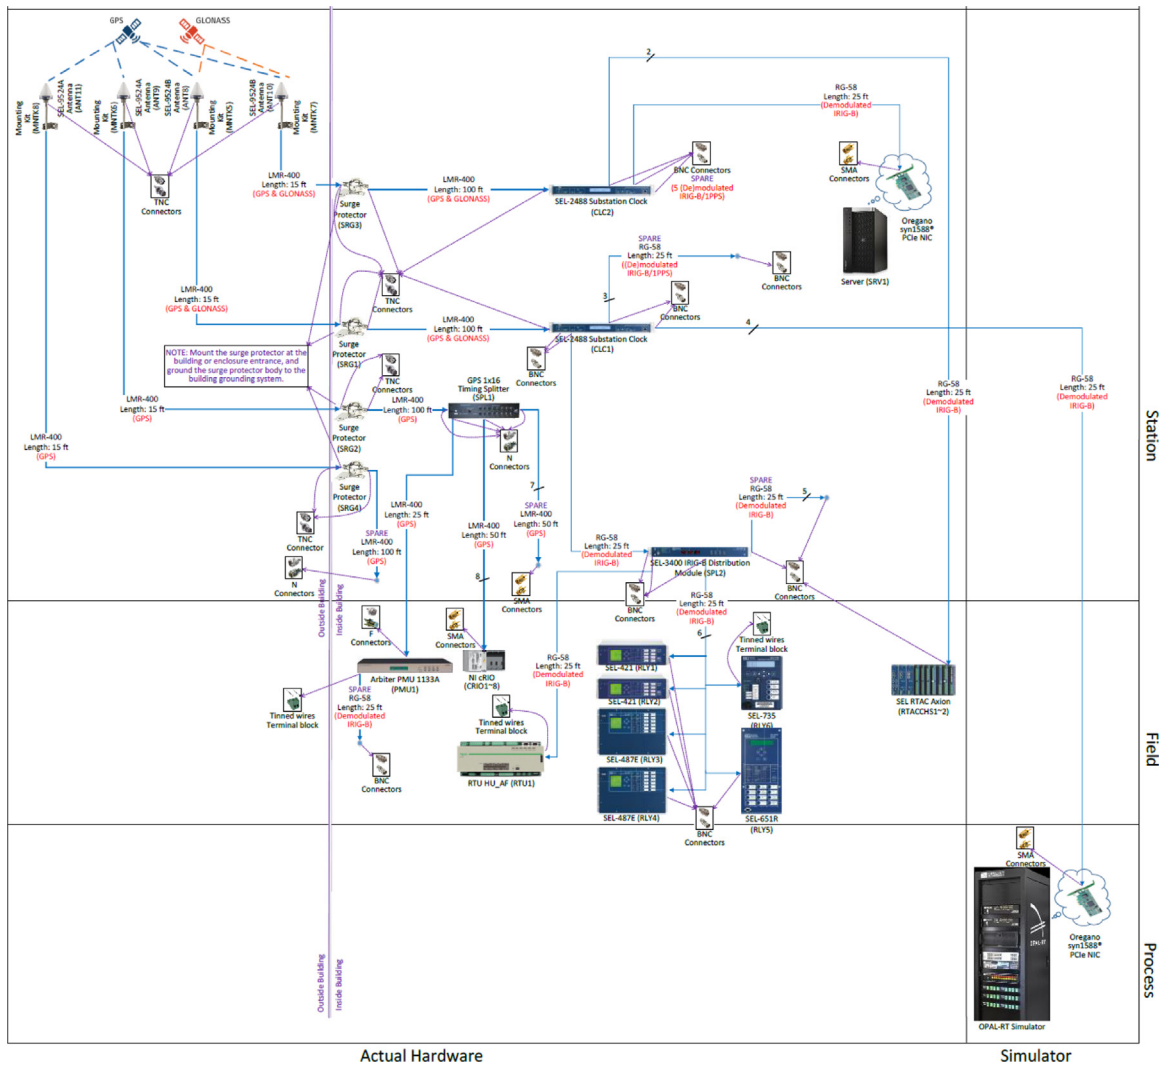 GPS
GLONASS
Mounting
Kit
(MNTK8)
SEL-9524A
Antenna
(ANT11)
Mounting
Kit
(MNTK6)
SEL-9524A
Antenna
(ANT9)
SEL-9524B
Antenna
(ANT8)
Mounting
Kit
(MNTK5)
SEL-9524B
Antenna
(ANT10)
Mounting
Kit
(MNTK7)
TNC
Connectors
LMR-400
Length: 15 ft
(GPS & GLONASS)
Surge
Protector
(SRG3)
LMR-400
Length: 100 ft
(GPS & GLONASS)
SEL-2488 Substation Clock
(CLC2)
BNC Connectors
SPARE
(5 (De)modulated
IRIG-B/1PPS)
2
RG-58
Length: 25 ft
(Demodulated
IRIG-B)
SMA
Connectors
Oregano
syn1588®
PCIe NIC
Server (SRV1)
SPARE
RG-58
Length: 25 ft
((De)modulated
IRIG-B/1PPS)
BNC
Connectors
3
BNC
Connectors
4
TNC
Connectors
LMR-400
Length: 15 ft
(GPS & GLONASS)
Surge
Protector
(SRG1)
LMR-400
Length: 100 ft
(GPS & GLONASS)
SEL-2488 Substation Clock
(CLC1)
BNC
Connectors
NOTE: Mount the surge protector at the
building or enclosure entrance, and
ground the surge protector body to the
building grounding system.
TNC
Connectors
LMR-400
Length: 15 ft
(GPS)
Surge
Protector
(SRG2)
LMR-400
Length: 100 ft
(GPS)
GPS 1x16
Timing Splitter
(SPL1)
N
Connectors
RG-58
Length: 25 ft
(Demodulated
IRIG-B)
RG-58
Length: 25 ft
(Demodulated
IRIG-B)
Station
LMR-400
Length: 15 ft
(GPS)
Surge
Protector
(SRG4)
TNC
Connector
N
Connectors
SPARE
LMR-400
Length: 100 ft
(GPS)
LMR-400
Length: 25 ft
(GPS)
LMR-400
Length: 50 ft
(GPS)
8
7
SPARE
LMR-400
Length: 50 ft
(GPS)
SMA
Connectors
RG-58
Length: 25 ft
(Demodulated
IRIG-B)
SEL-3400 IRIG-B Distribution
Module (SPL2)
SPARE
RG-58
Length: 25 ft
(Demodulated
IRIG-B)
5
BNC
Connectors
BNC
Connectors
RG-58
Length: 25 ft
(Demodulated
IRIG-B)
6
Outside Building
Inside Building
F
Connectors
SMA
Connectors
Arbiter PMU 1133A
(PMU1)
NI cRIO
(CRIO1~8)
RG-58
Length: 25 ft
(Demodulated
IRIG-B)
Tinned wires
Terminal block
SPARE
RG-58
Length: 25 ft
(Demodulated
IRIG-B)
BNC
Connectors
Tinned wires
Terminal block
RTU HU_AF (RTU1)
SEL-421 (RLY1)
SEL-421 (RLY2)
SEL-487E (RLY3)
SEL-487E (RLY4)
Tinned wires
Terminal block
SEL-735
(RLY6)
SEL-651R
(RLY5)
BNC
Connectors
SEL RTAC Axion
(RTACCHS1~2)
Field
SMA
Connectors
OPAL-RT
Oregano
syn1588®
PCIe NIC
OPAL-RT Simulator
Outside Building
Inside Building
Process
Actual Hardware
Simulator